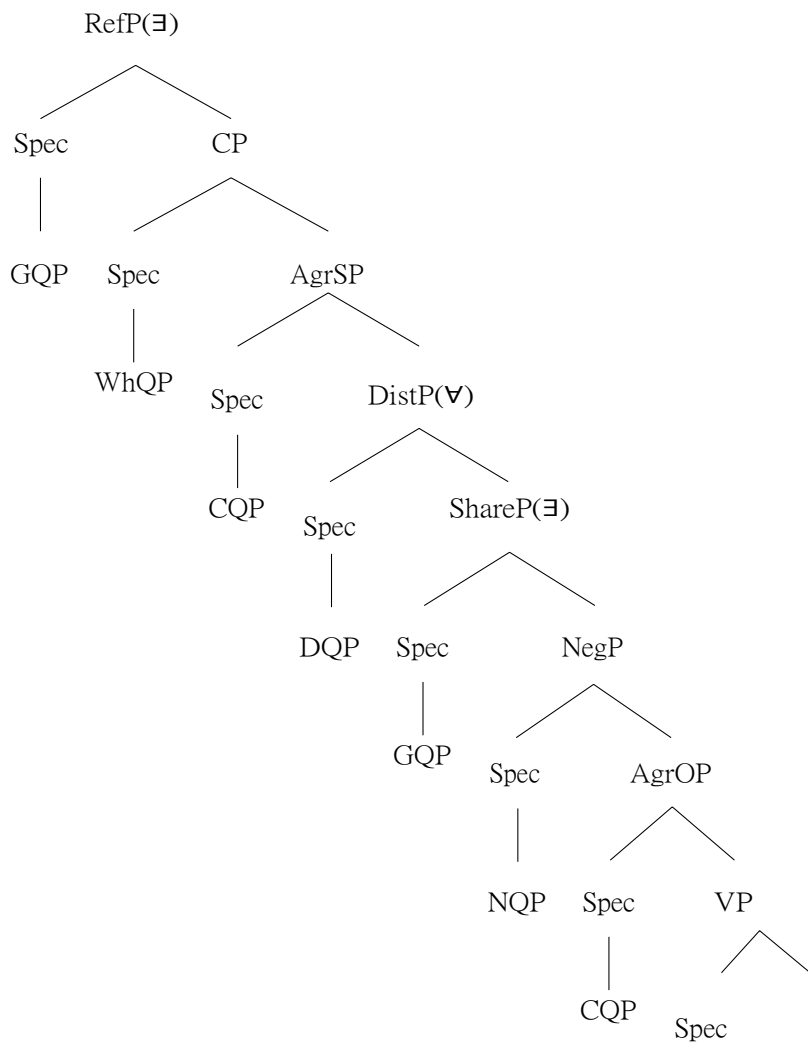 RefP(∃)
Spec CP
GQP Spec AgrSP
WhQP Spec DistP(∀)
CQP Spec ShareP(∃)
DQP Spec NegP
GQP Spec AgrOP
NQP Spec VP
CQP Spec